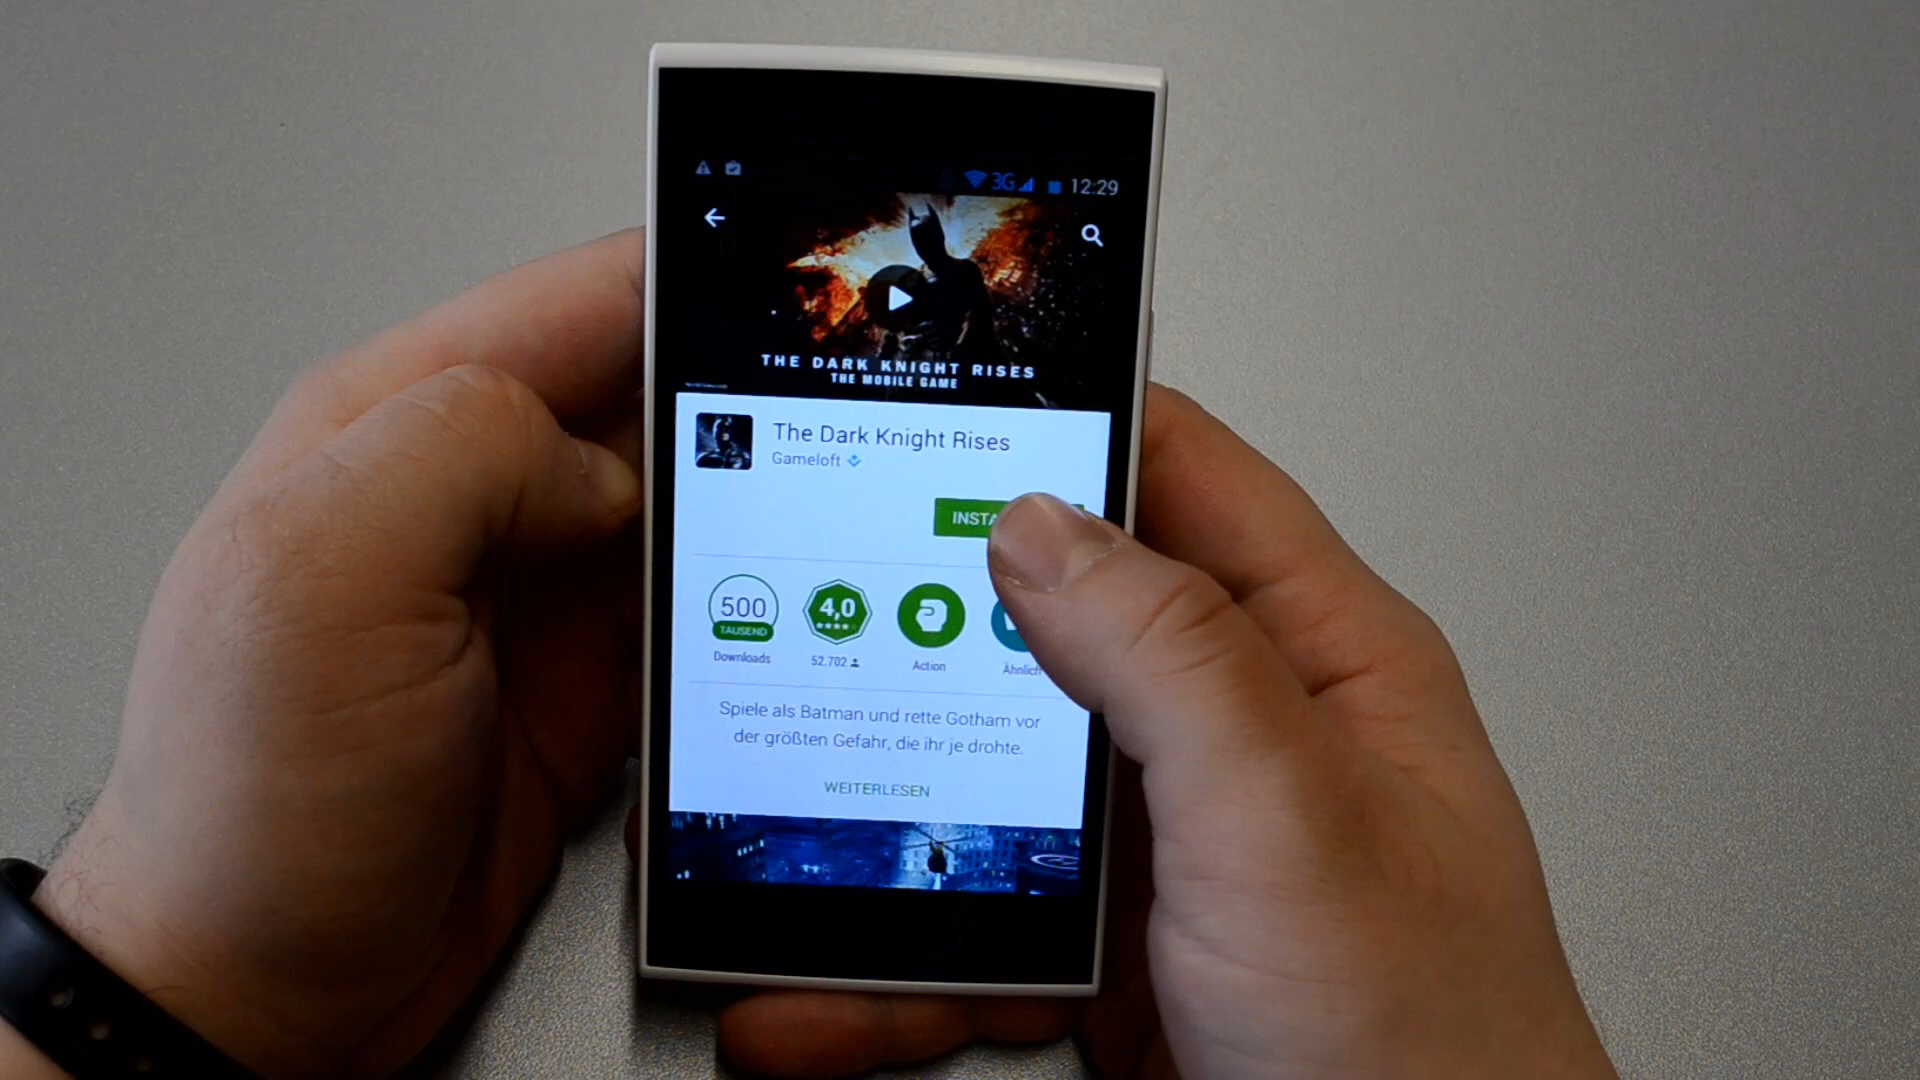 3G 12:29
THE DARK KNIGHT RISES
THE MOBILE GAME
The Dark Knight Rises
Gameloft
INSTA
500
TAUSEND
Downloads
4,0
52.702
Action
Ähnlich
Spiele als Batman und rette Gotham vor
der größten Gefahr, die ihr je drohte.
WEITERLESEN